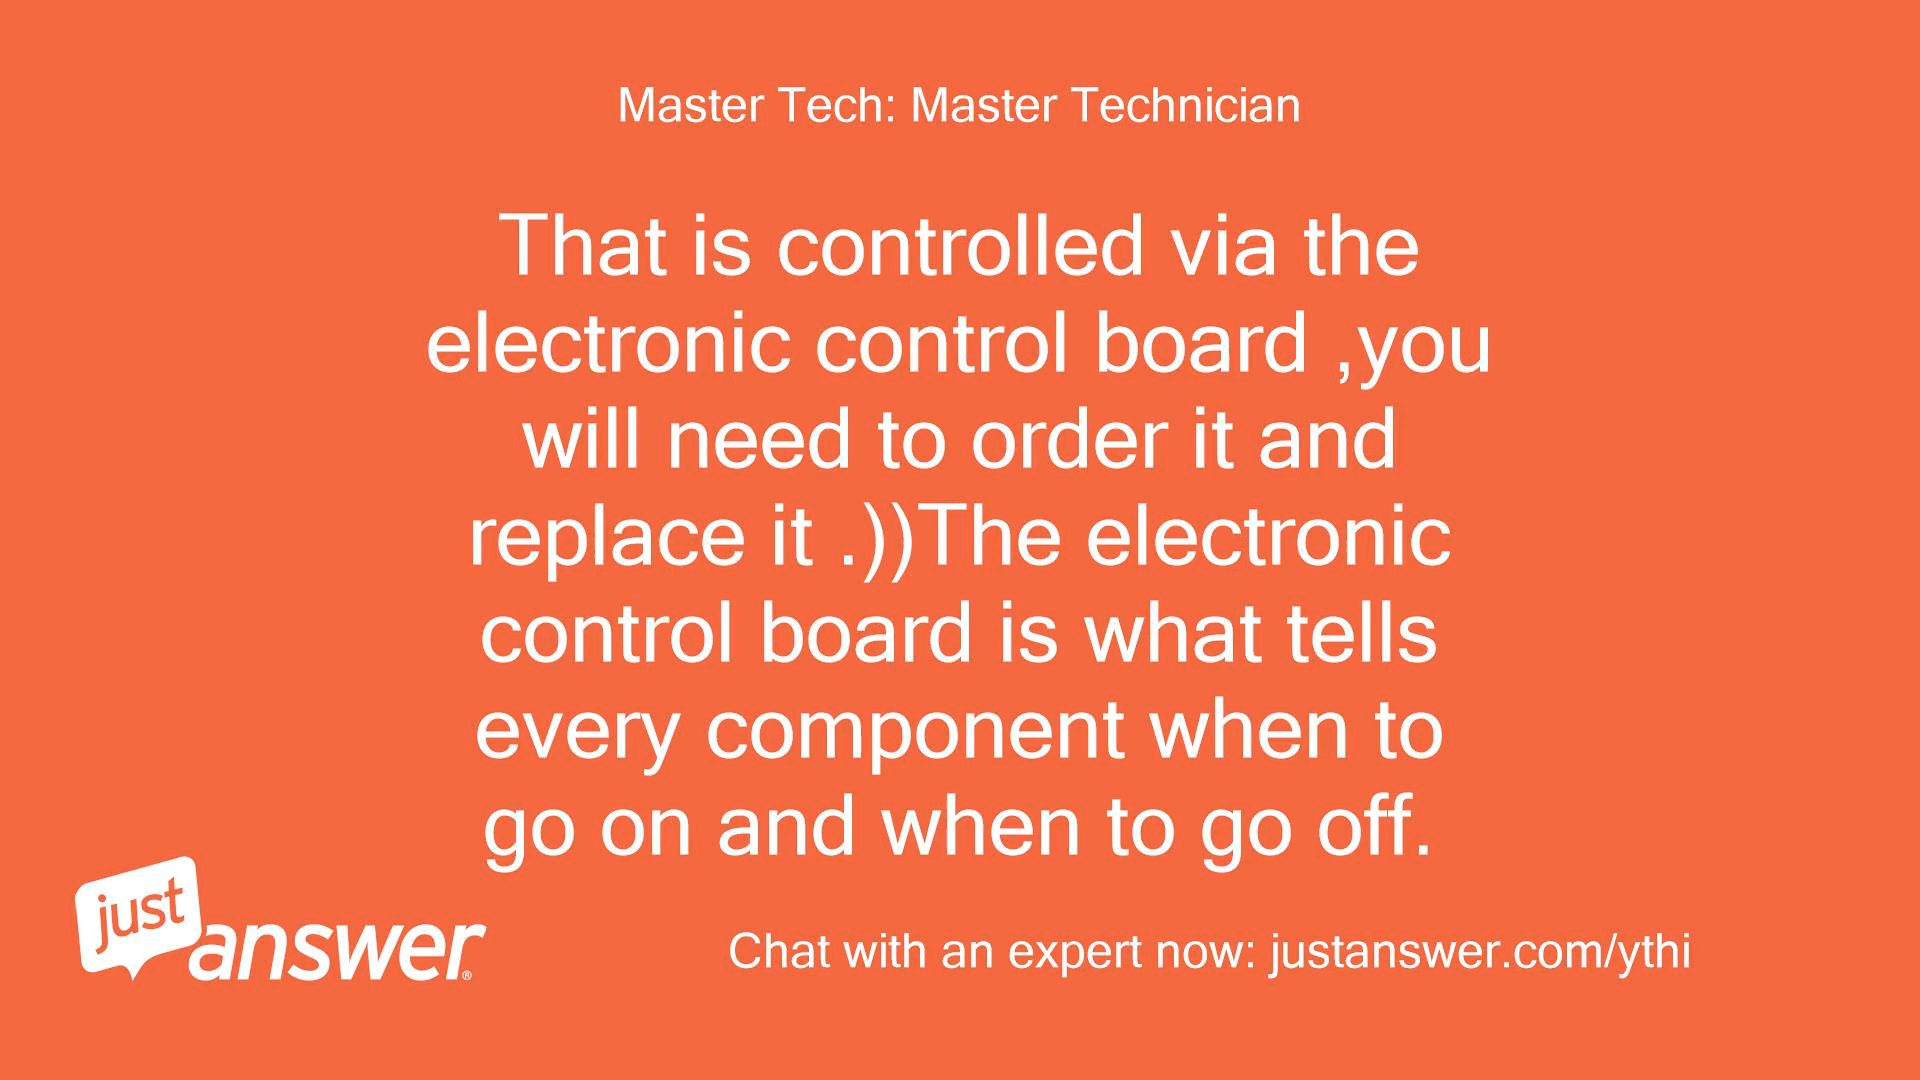 Master Tech: Master Technician
That is controlled via the
electronic control board ,you
will need to order it and
replace it .))The electronic
control board is what tells
every component when to
go on and when to go off.
just
answer®
Chat with an expert now: justanswer.com/ythi